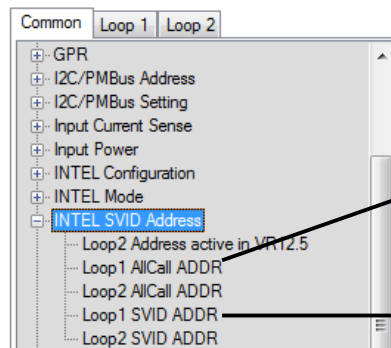 Common Loop 1 Loop 2
GPR
I2C/PMBus Address
I2C/PMBus Setting
Input Current Sense
Input Power
INTEL Configuration
INTEL Mode
INTEL SVID Address
Loop2 Address active in VR12.5
Loop1 AllCall ADDR
Loop2 AllCall ADDR
Loop1 SVID ADDR
Loop2 SVID ADDR